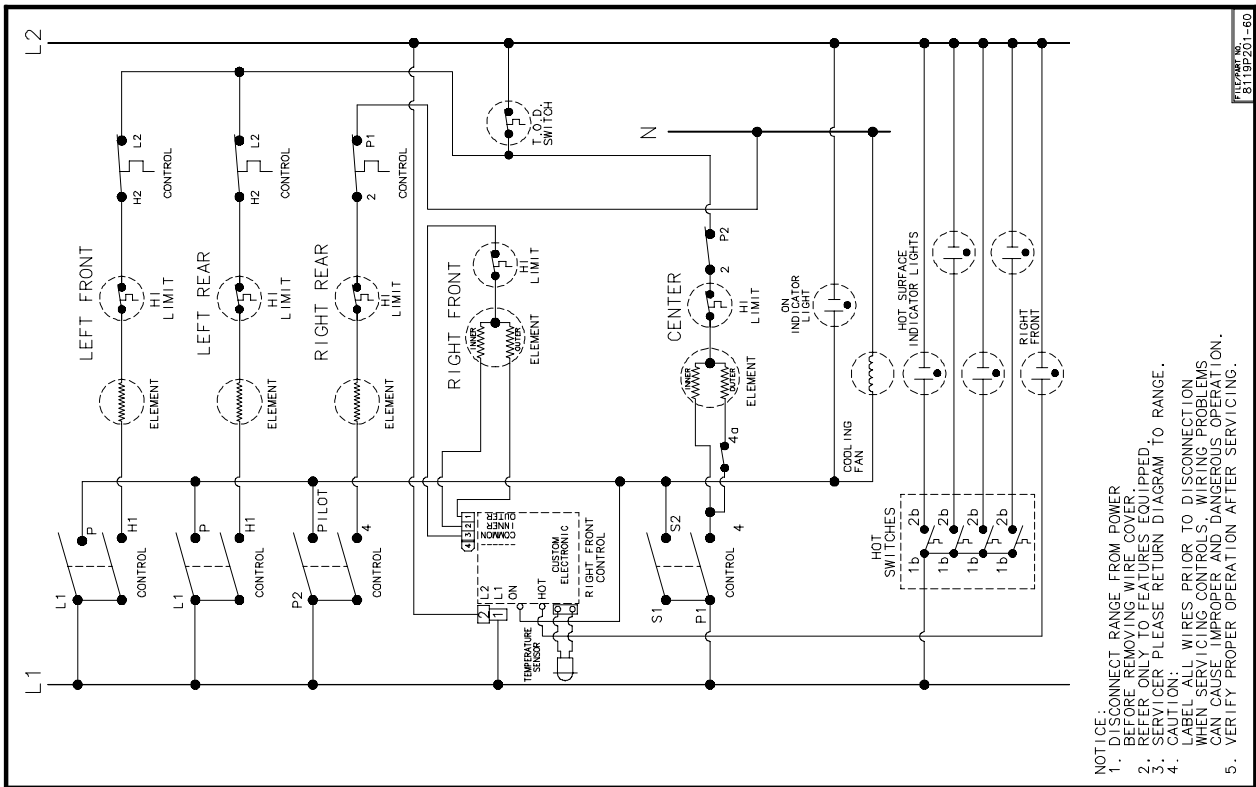 L2
L1
LEFT FRONT
L1
P
H1
CONTROL
ELEMENT
HI
LIMIT
H2
L2
CONTROL
LEFT REAR
L1
P
H1
CONTROL
ELEMENT
HI
LIMIT
H2
L2
CONTROL
RIGHT REAR
P2
PILOT
4
CONTROL
ELEMENT
HI
LIMIT
2
P1
CONTROL
RIGHT FRONT
4 3 2 1
COMMON
INNER
OUTER
2
1
L2
L1
ON
HOT
CUSTOM
ELECTRONIC
RIGHT FRONT
CONTROL
TEMPERATURE
SENSOR
INNER
OUTER
ELEMENT
HI
LIMIT
T.O.D.
SWITCH
N
CENTER
S1
S2
P1
4
CONTROL
4a
INNER
OUTER
ELEMENT
HI
LIMIT
2
P2
ON
INDICATOR
LIGHT
COOLING
FAN
HOT
SWITCHES
1b 2b
1b 2b
1b 2b
1b 2b
HOT SURFACE
INDICATOR LIGHTS
RIGHT
FRONT
NOTICE:
1. DISCONNECT RANGE FROM POWER
BEFORE REMOVING WIRE COVER.
2. REFER ONLY TO FEATURES EQUIPPED.
3. SERVICER PLEASE RETURN DIAGRAM TO RANGE.
4. CAUTION:
LABEL ALL WIRES PRIOR TO DISCONNECTION
WHEN SERVICING CONTROLS. WIRING PROBLEMS
CAN CAUSE IMPROPER AND DANGEROUS OPERATION.
5. VERIFY PROPER OPERATION AFTER SERVICING.
FILE/PART NO.
8119P201-60